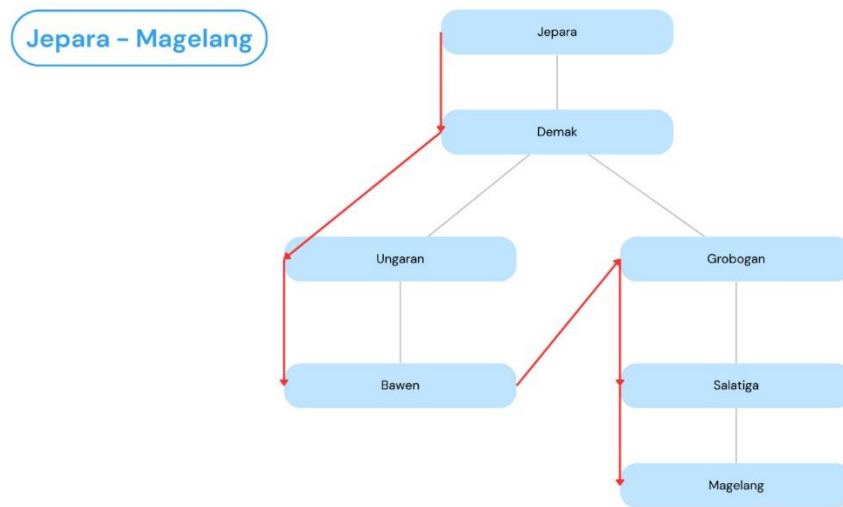 Jepara - Magelang
Jepara
Demak
Ungaran
Grobogan
Bawen
Salatiga
Magelang